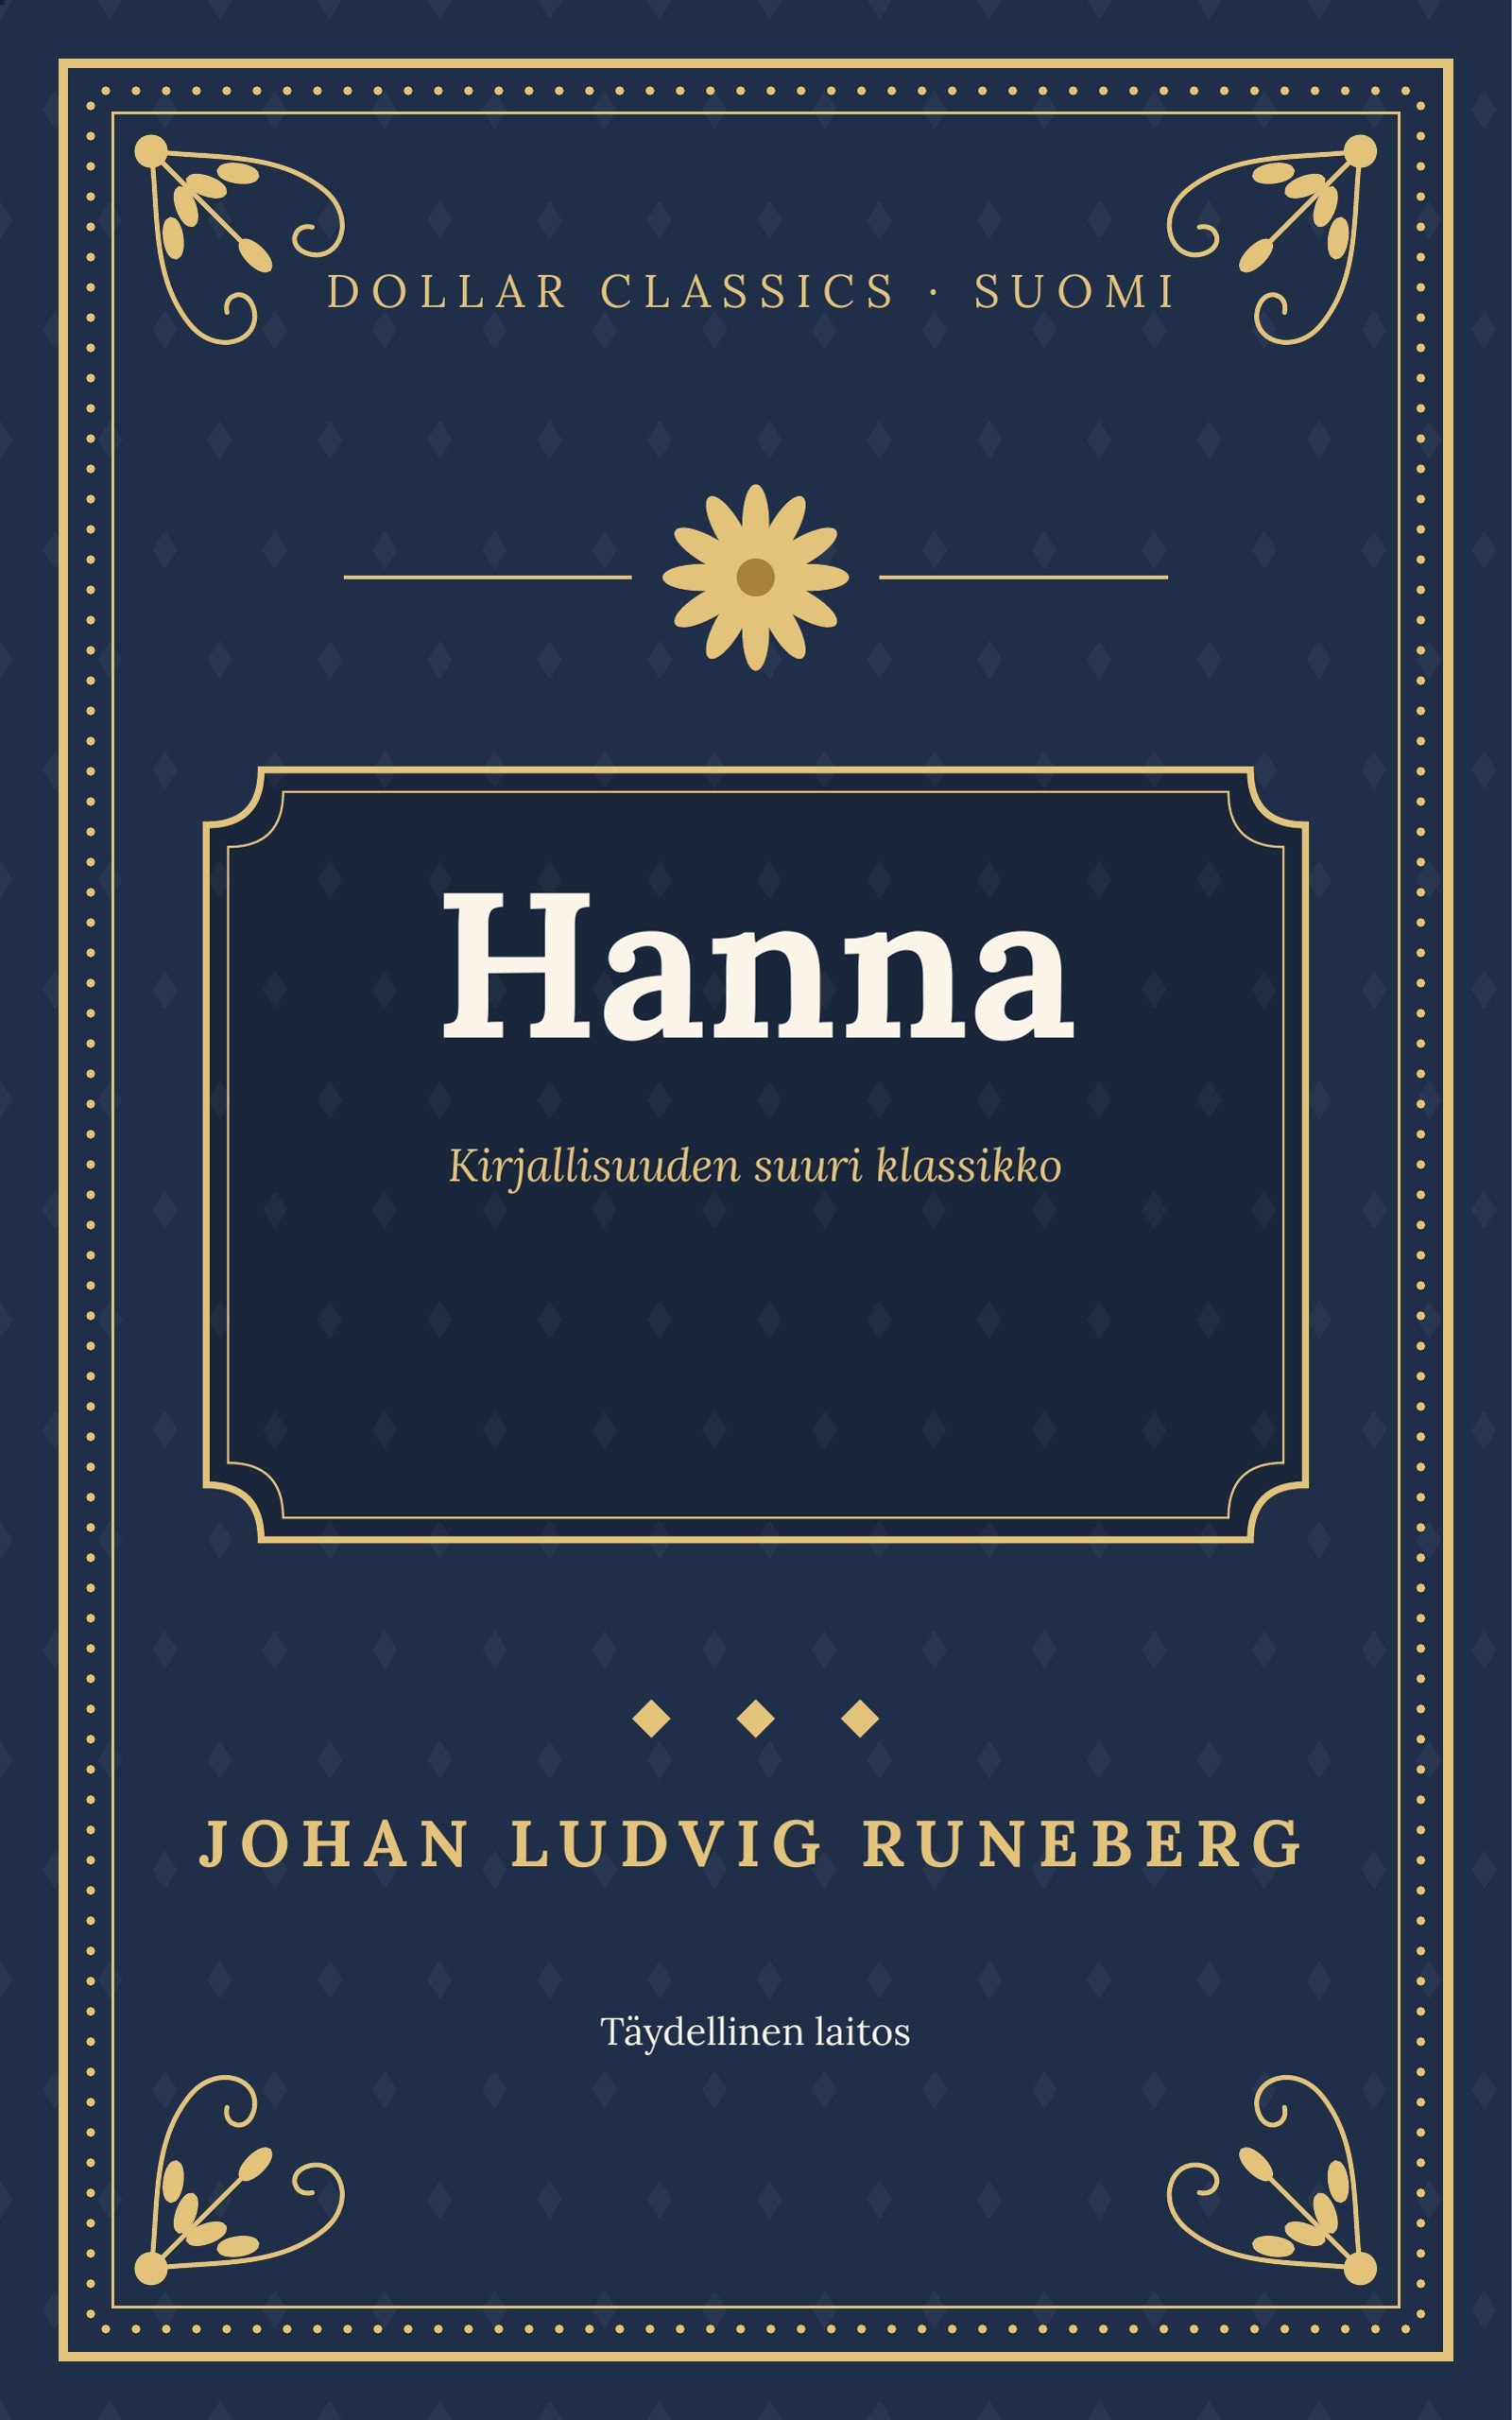 DOLLAR CLASSICS · SUOMI
Hanna
Kirjallisuuden suuri klassikko
JOHAN LUDVIG RUNEBERG
Täydellinen laitos